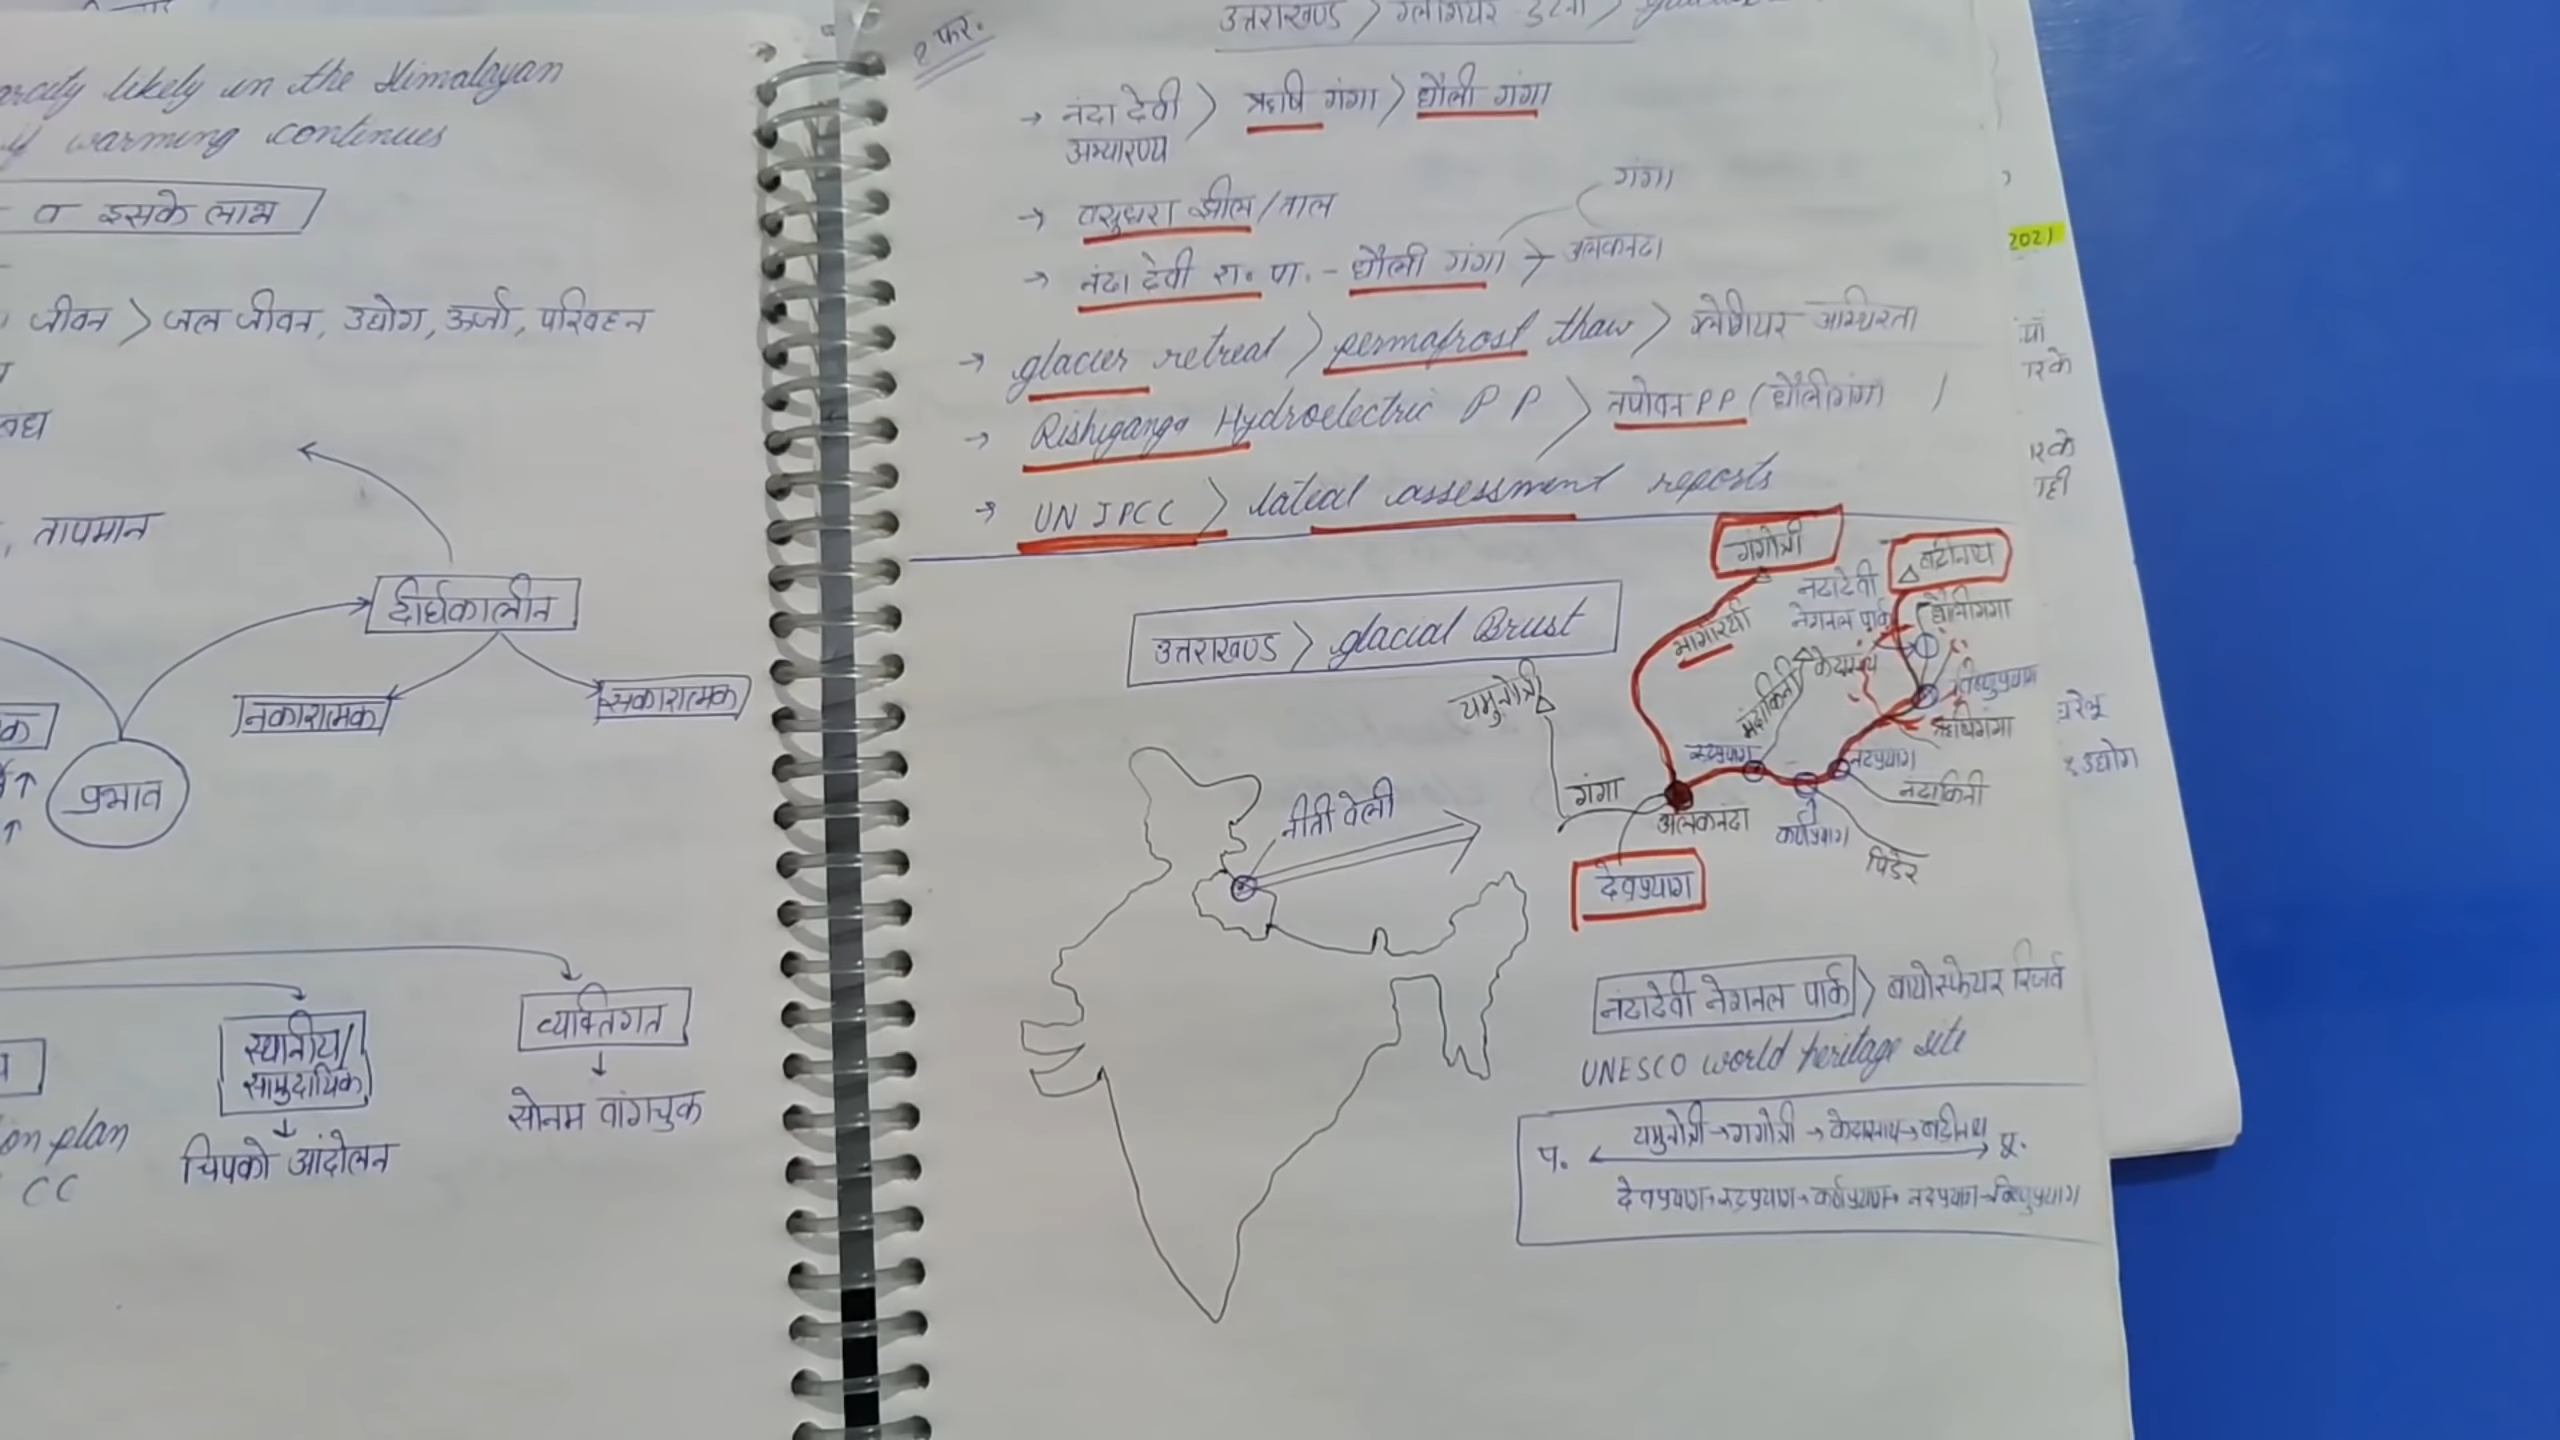 likely in the Himalayan
if warming continues
व इसके लाभ
जीवन > जल जीवन, उद्योग, ऊर्जा, परिवहन
, तापमान
दीर्घकालीन
नकारात्मक
सकारात्मक
प्रभाव
स्थानीय/
सामुदायिक
चिपको आंदोलन
व्यक्तिगत
सोनम वांगचुक
on plan
CC
फर.
उत्तराखण्ड >
→ नंदा देवी > ऋषि गंगा > धौली गंगा
अभ्यारण्य
→ वसुधारा झील/ताल
गंगा
→ नंदा देवी रा. पा. - धौली गंगा → अलकनंदा
→ glacier retreat > permafrost thaw > ग्लेशियर अस्थिरता
→ Rishiganga Hydroelectric P P > तपोवन P P (धौलीगंगा)
→ UN IPCC > assessment reports
2021
उत्तराखण्ड > glacial Brust
गंगोत्री
बद्रीनाथ
नंदादेवी
नेशनल पार्क
धौलीगंगा
भागीरथी
केदारनाथ
मंदाकिनी
विष्णुप्रयाग
ऋषिगंगा
यमुनोत्री
रूद्रप्रयाग
नंदप्रयाग
नंदाकिनी
गंगा
अलकनंदा
कर्णप्रयाग
पिंडर
देवप्रयाग
नीती वेली
घरेलू
उद्योग
नंदादेवी नेशनल पार्क > बायोस्फेयर रिजर्व
UNESCO world heritage site
यमुनोत्री → गंगोत्री → केदारनाथ → बद्रीनाथ
प. पू.
देवप्रयाग → रूद्रप्रयाग → कर्णप्रयाग → नंदप्रयाग → विष्णुप्रयाग